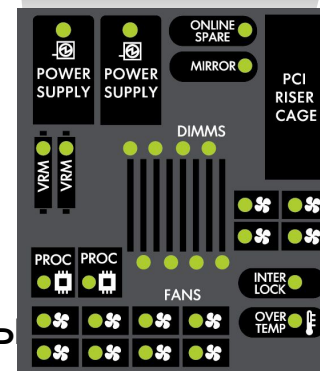 ONLINE
SPARE
MIRROR
POWER
SUPPLY
POWER
SUPPLY
PCI
RISER
CAGE
DIMMS
VRM
VRM
PROC
PROC
INTER
LOCK
FANS
OVER
TEMP